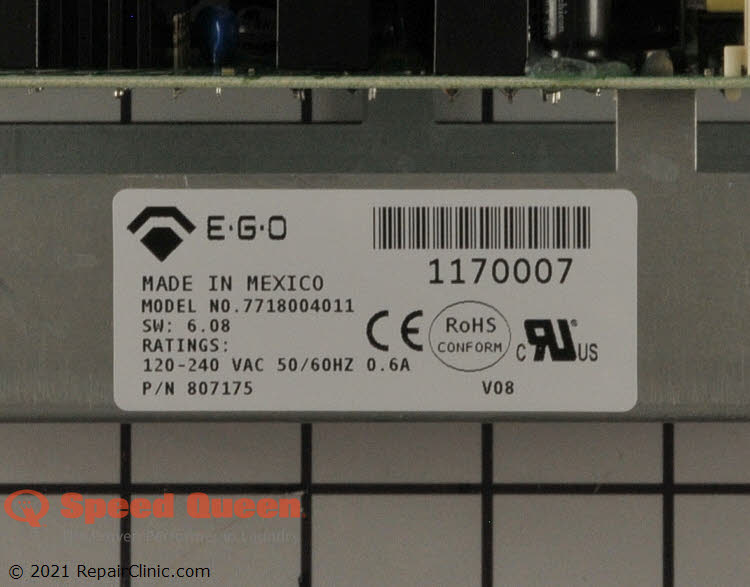 E·G·O
1170007
MADE IN MEXICO
MODEL NO.7718004011
SW: 6.08
RATINGS:
120-240 VAC 50/60HZ 0.6A
P/N 807175
CE
RoHS
CONFORM
c RU US
V08
Speed Queen
© 2021 RepairClinic.com